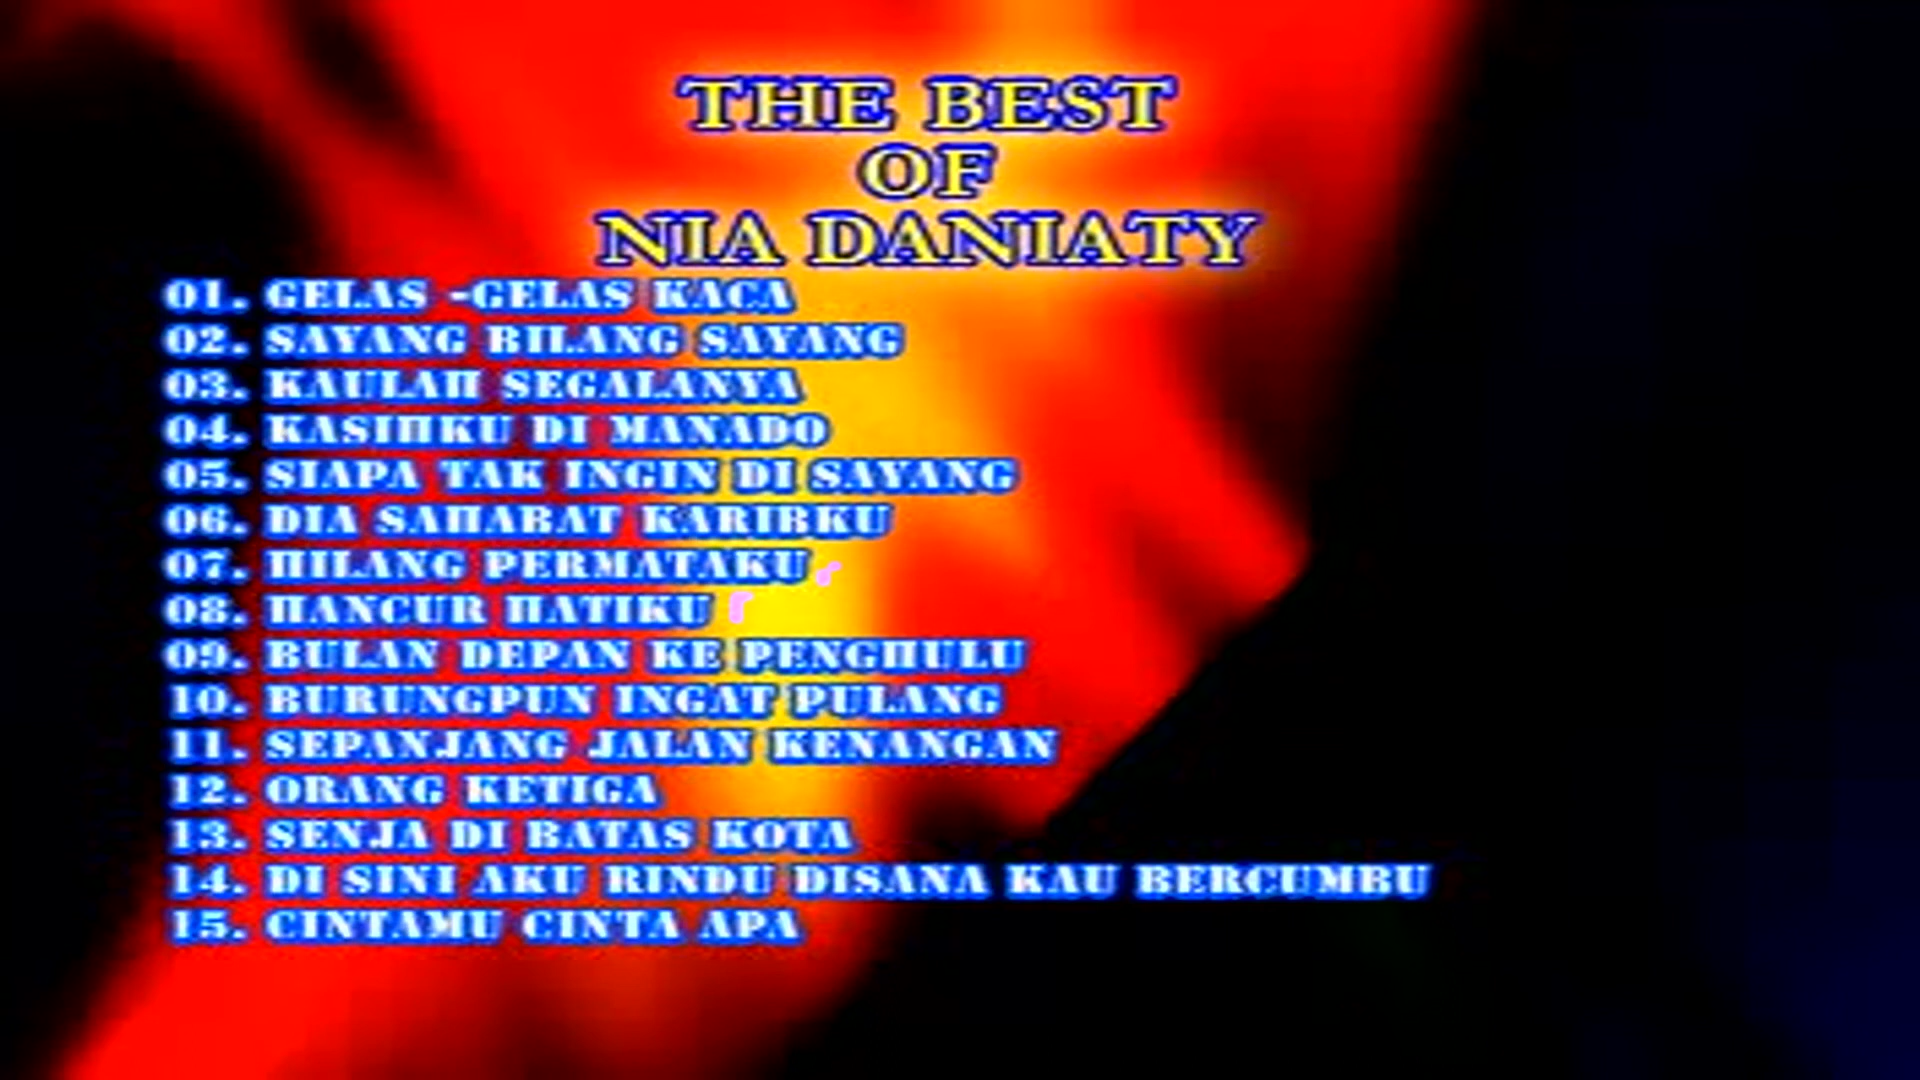 THE BEST
OF
NIA DANIATY
01. GELAS -GELAS KACA
02. SAYANG BILANG SAYANG
03. KAULAH SEGALANYA
04. KASIHKU DI MANADO
05. SIAPA TAK INGIN DI SAYANG
06. DIA SAHABAT KARIBKU
07. HILANG PERMATAKU
08. HANCUR HATIKU
09. BULAN DEPAN KE PENGHULU
10. BURUNGPUN INGAT PULANG
11. SEPANJANG JALAN KENANGAN
12. ORANG KETIGA
13. SENJA DI BATAS KOTA
14. DI SINI AKU RINDU DISANA KAU BERCUMBU
15. CINTAMU CINTA APA